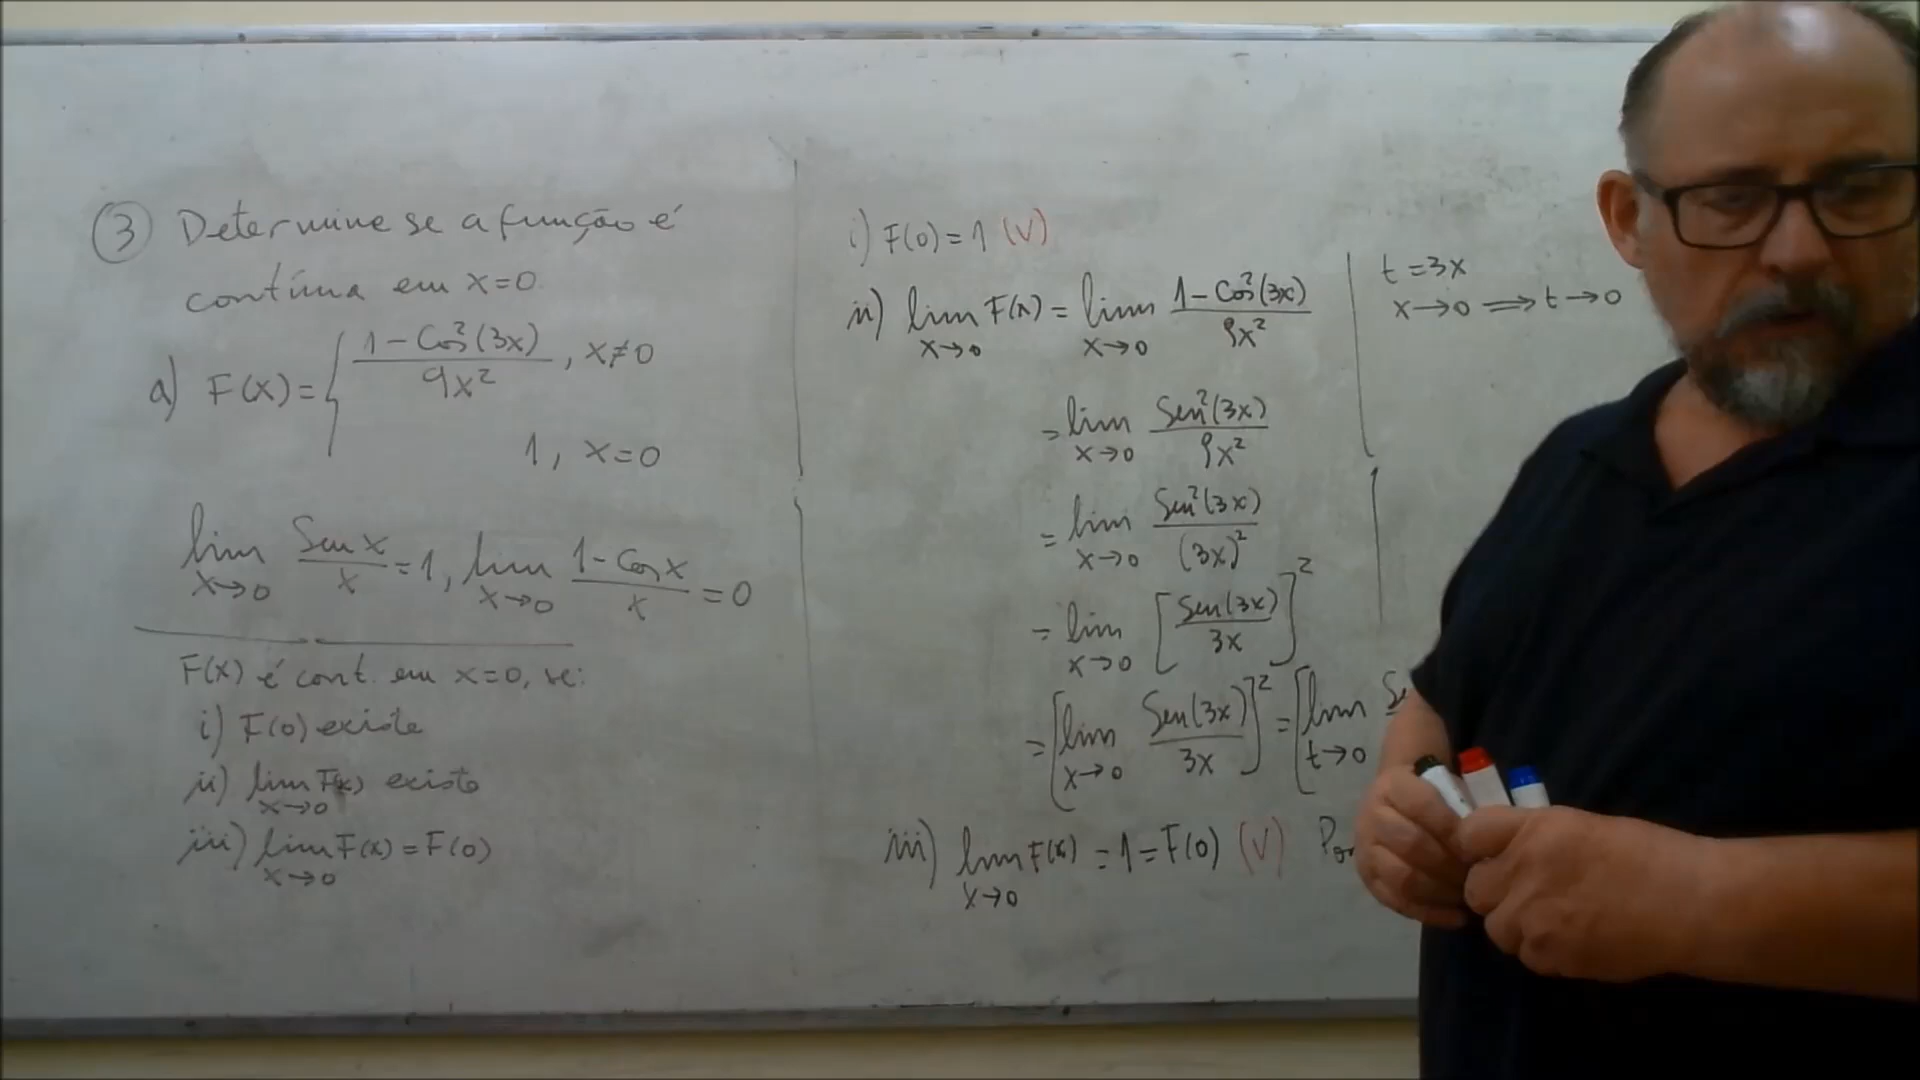 ③ Determine se a função é
contínua em x=0.
a) F(x) = { (1-Cos²(3x))/(9x²), x≠0
1, x=0
lim x→0 Sen x/x = 1, lim x→0 (1-Cos x)/x = 0
F(x) é cont. em x=0, se:
i) F(0) existe
ii) lim x→0 F(x) existe
iii) lim x→0 F(x) = F(0)
i) F(0) = 1 (V)
ii) lim x→0 F(x) = lim x→0 (1-Cos²(3x))/(9x²)
= lim x→0 Sen²(3x)/(9x²)
= lim x→0 Sen²(3x)/(3x)²
= lim x→0 [Sen(3x)/3x]²
= [lim x→0 Sen(3x)/3x]² = [lim t→0
iii) lim x→0 F(x) = 1 = F(0) (V)
t = 3x
x→0 ⟹ t→0